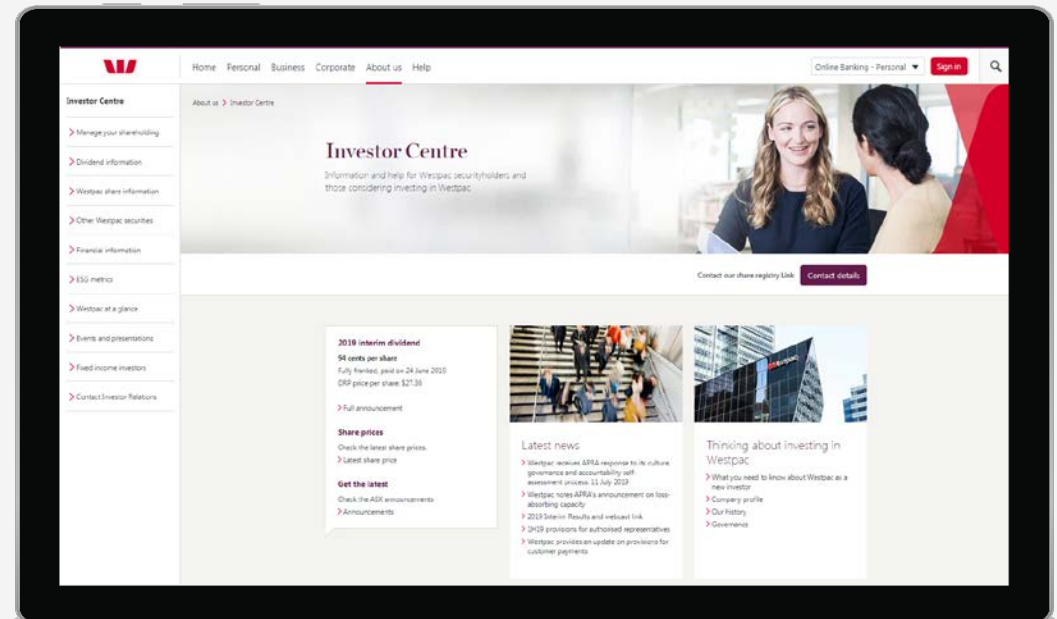 Home Personal Business Corporate About us Help
Online Banking - Personal
Sign in
Investor Centre
Manage your shareholding
Dividend information
Westpac share information
Other Westpac securities
Financial information
ESG metrics
Westpac at a glance
Events and presentations
Fixed income investors
Contact Investor Relations
About us > Investor Centre
Investor Centre
Information and help for Westpac securityholders and
those considering investing in Westpac
Contact our share registry Link
Contact details
2019 interim dividend
94 cents per share
Fully franked, paid on 24 June 2019
DRP price per share: $27.36
Full announcement
Share prices
Check the latest share prices.
Latest share price
Get the latest
Check the ASX announcements
Announcements
Latest news
Westpac receives APRA response to its culture
governance and accountability self-
assessment process: 11 July 2019
Westpac notes APRA's announcement on loss-
absorbing capacity
2019 Interim Results and webcast link
1H19 provisions for authorised representatives
Westpac provides an update on provisions for
customer payments
Westpac
Thinking about investing in
Westpac
What you need to know about Westpac as a
new investor
Company profile
Our history
Governance